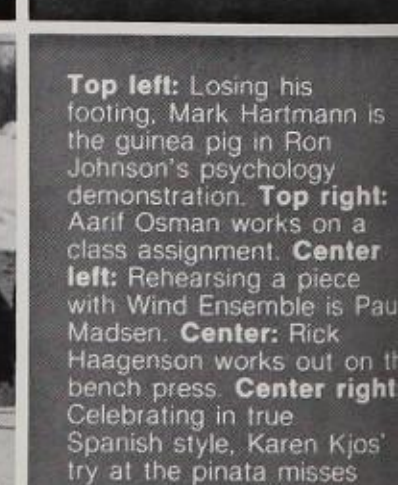 Top left: Losing his
footing, Mark Hartmann is
the guinea pig in Ron
Johnson's psychology
demonstration. Top right:
Aarif Osman works on a
class assignment. Center
left: Rehearsing a piece
with Wind Ensemble is Pau
Madsen. Center: Rick
Haagenson works out on th
bench press. Center right
Celebrating in true
Spanish style, Karen Kjos'
try at the pinata misses